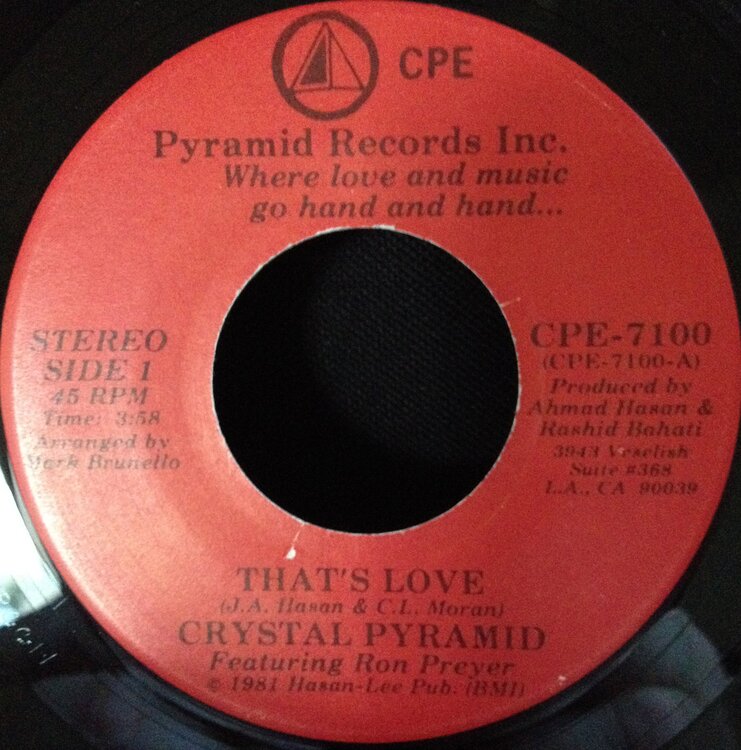 CPE
Pyramid Records Inc.
Where love and music
go hand and hand...
STEREO
SIDE 1
45 RPM
Time: 3:58
Arranged by
Mark Brunello
CPE-7100
(CPE-7100-A)
Produced by
Ahmad Hasan &
Rashid Bahati
3943 Veselish
Suite #368
L.A., CA 90039
THAT'S LOVE
(J.A. Hasan & C.L. Moran)
CRYSTAL PYRAMID
Featuring Ron Preyer
© 1981 Hasan-Lee Pub. (BMI)